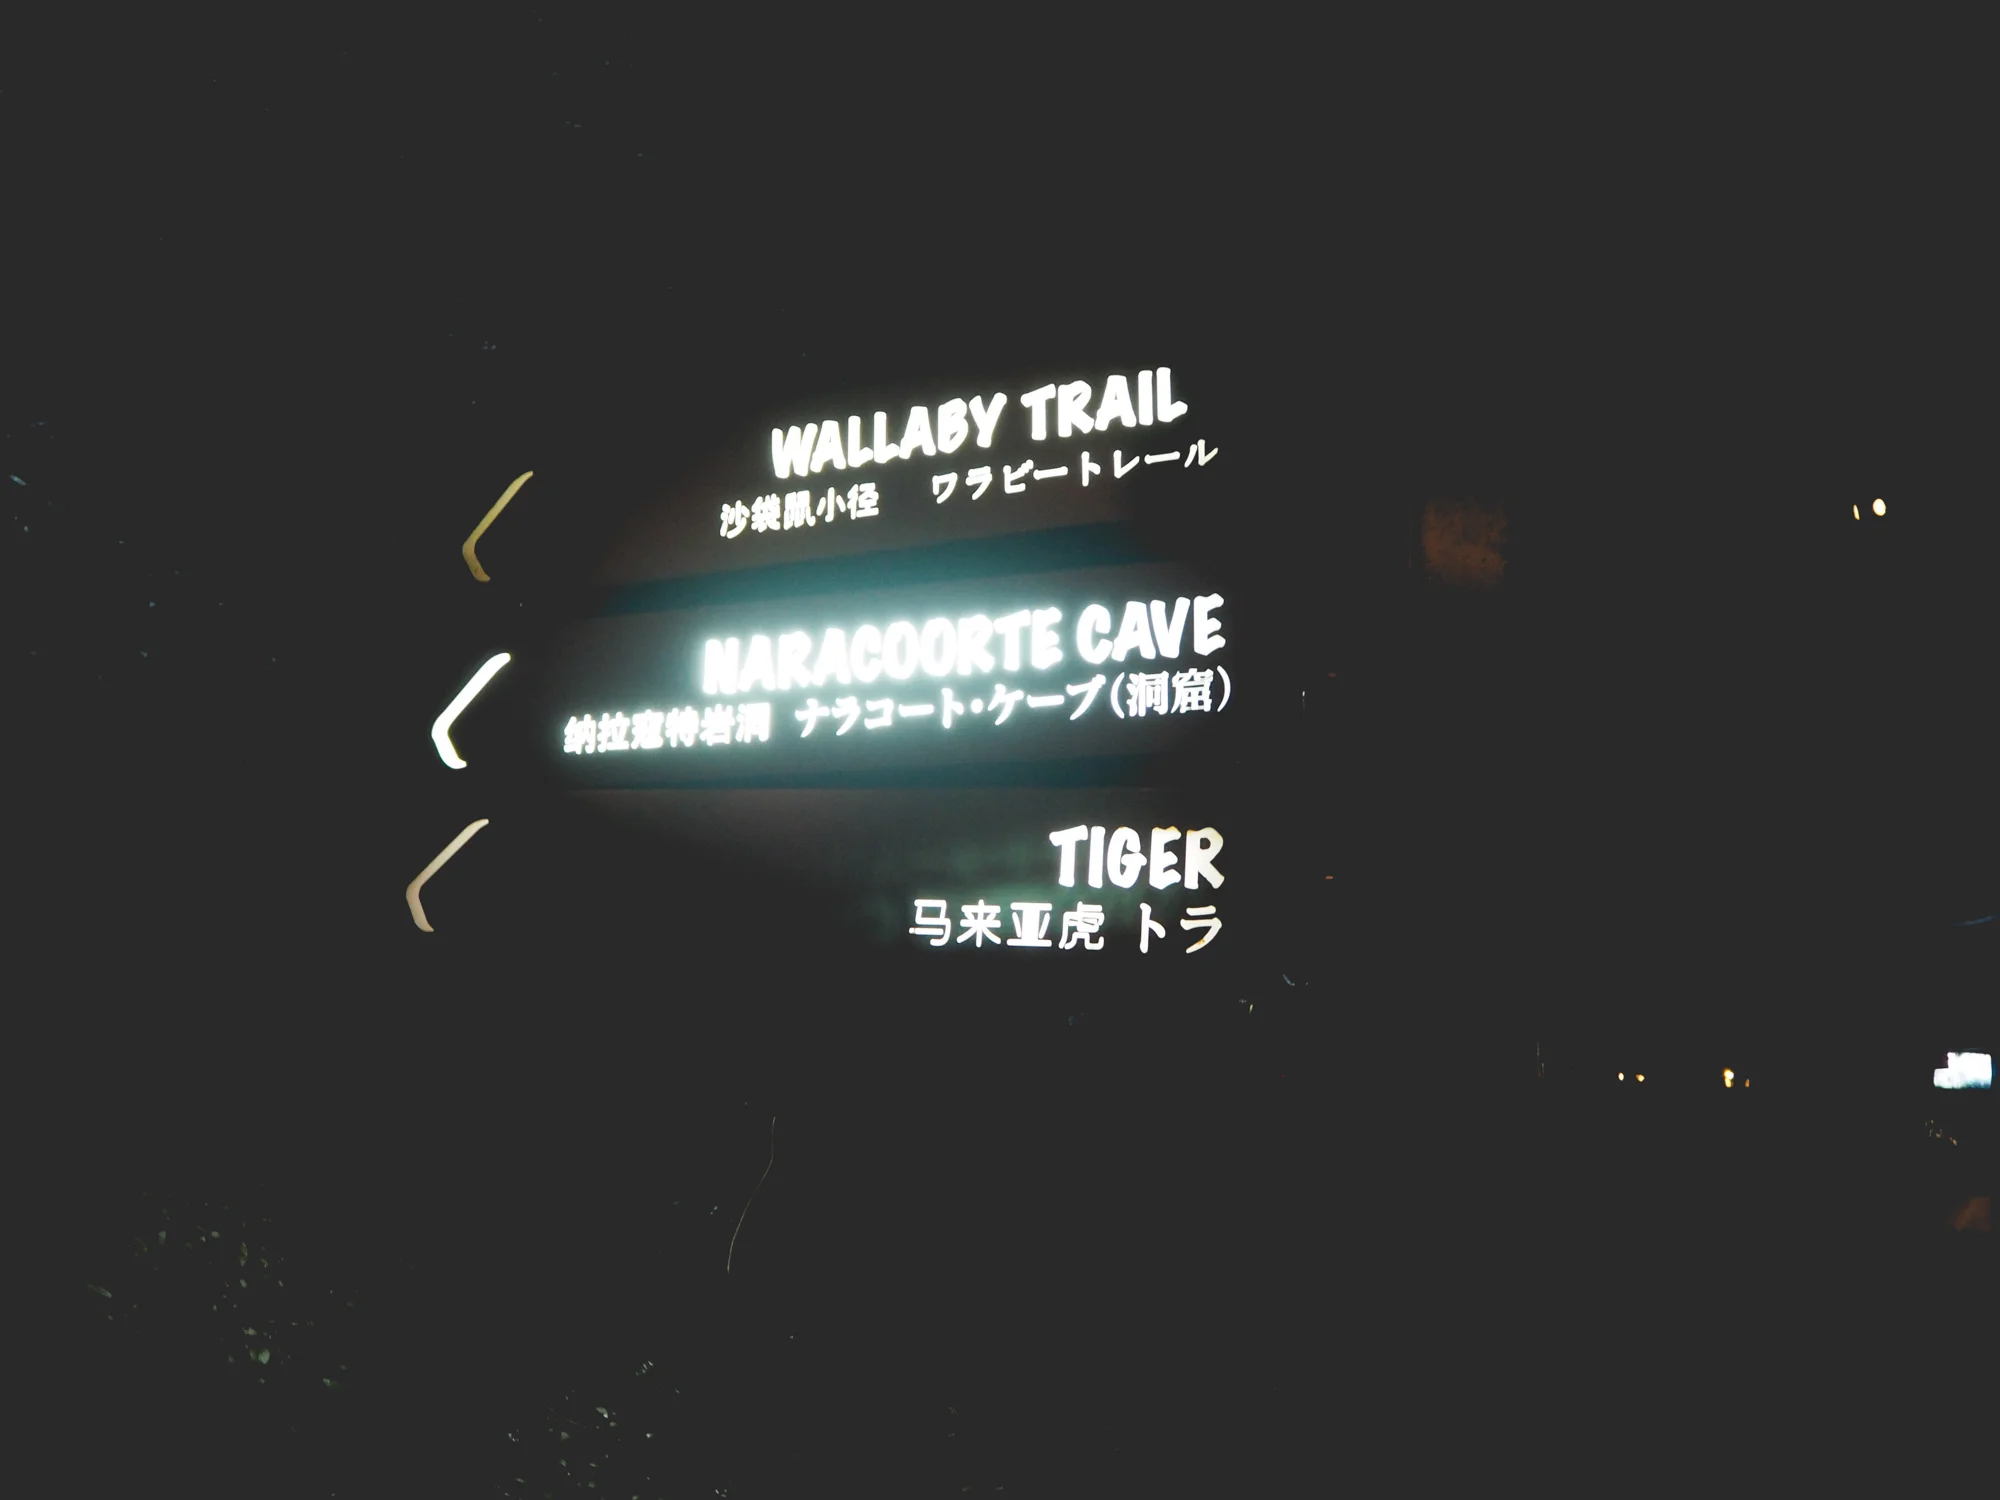 WALLABY TRAIL
沙袋鼠小径 ワラビートレール
NARACOORTE CAVE
纳拉寇特岩洞 ナラコート・ケーブ(洞窟)
TIGER
马来亚虎 トラ